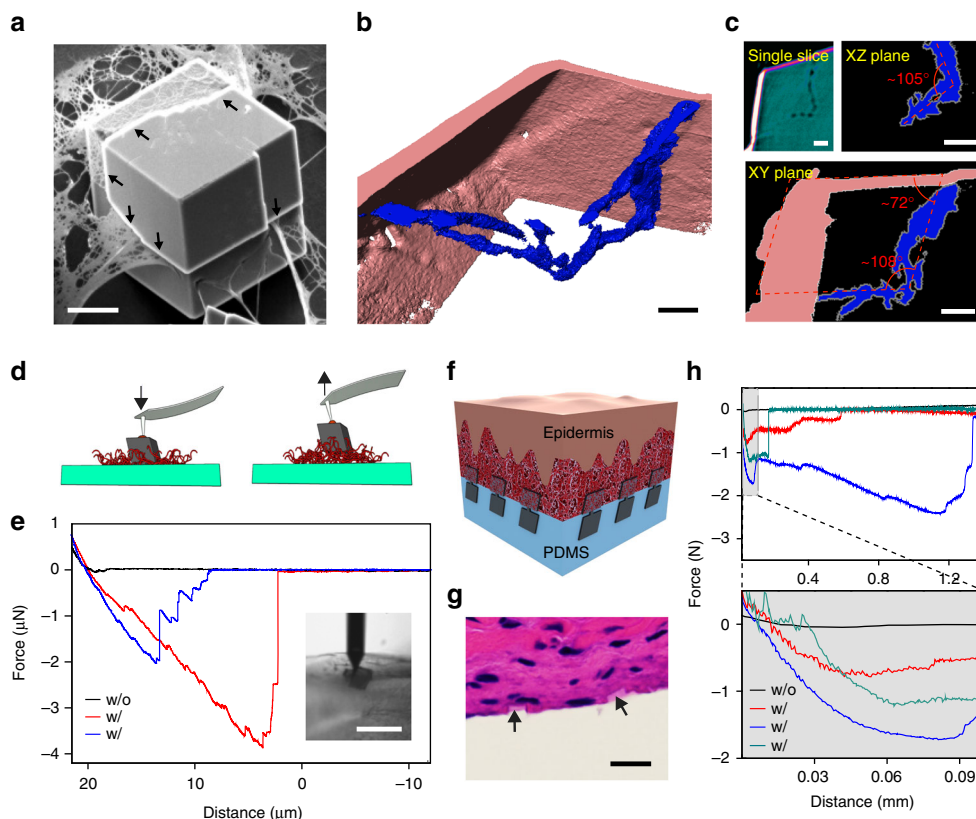 a
b
c
Single slice
XZ plane
~105°
XY plane
~72°
~108°
d
f
Epidermis
PDMS
h
0
−1
−2
−3
0.4
0.8
1.2
Force (N)
0
−1
−2
w/o
w/
w/
w/
0.03
0.06
0.09
Distance (mm)
e
0
−1
−2
−3
−4
Force (µN)
w/o
w/
w/
20
10
0
−10
Distance (µm)
g